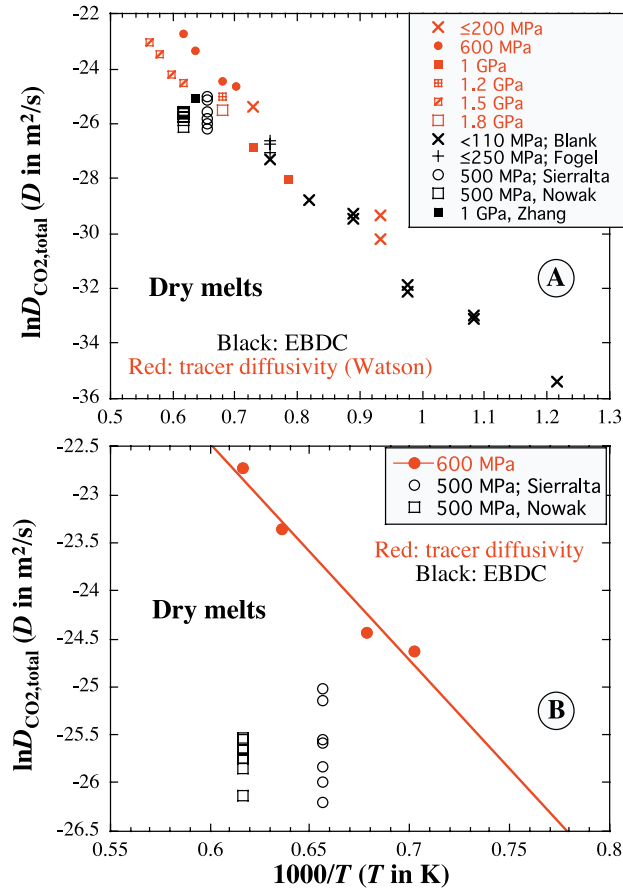 -22
-24
-26
-28
-30
-32
-34
-36
lnD_CO2,total (D in m²/s)
≤200 MPa
600 MPa
1 GPa
1.2 GPa
1.5 GPa
1.8 GPa
<110 MPa; Blank
≤250 MPa; Fogel
500 MPa; Sierralta
500 MPa, Nowak
1 GPa, Zhang
A
Dry melts
Black: EBDC
Red: tracer diffusivity (Watson)
0.5 0.6 0.7 0.8 0.9 1 1.1 1.2 1.3
-22.5
-23
-23.5
-24
-24.5
-25
-25.5
-26
-26.5
lnD_CO2,total (D in m²/s)
600 MPa
500 MPa; Sierralta
500 MPa, Nowak
Red: tracer diffusivity
Black: EBDC
Dry melts
B
0.55 0.6 0.65 0.7 0.75 0.8
1000/T (T in K)